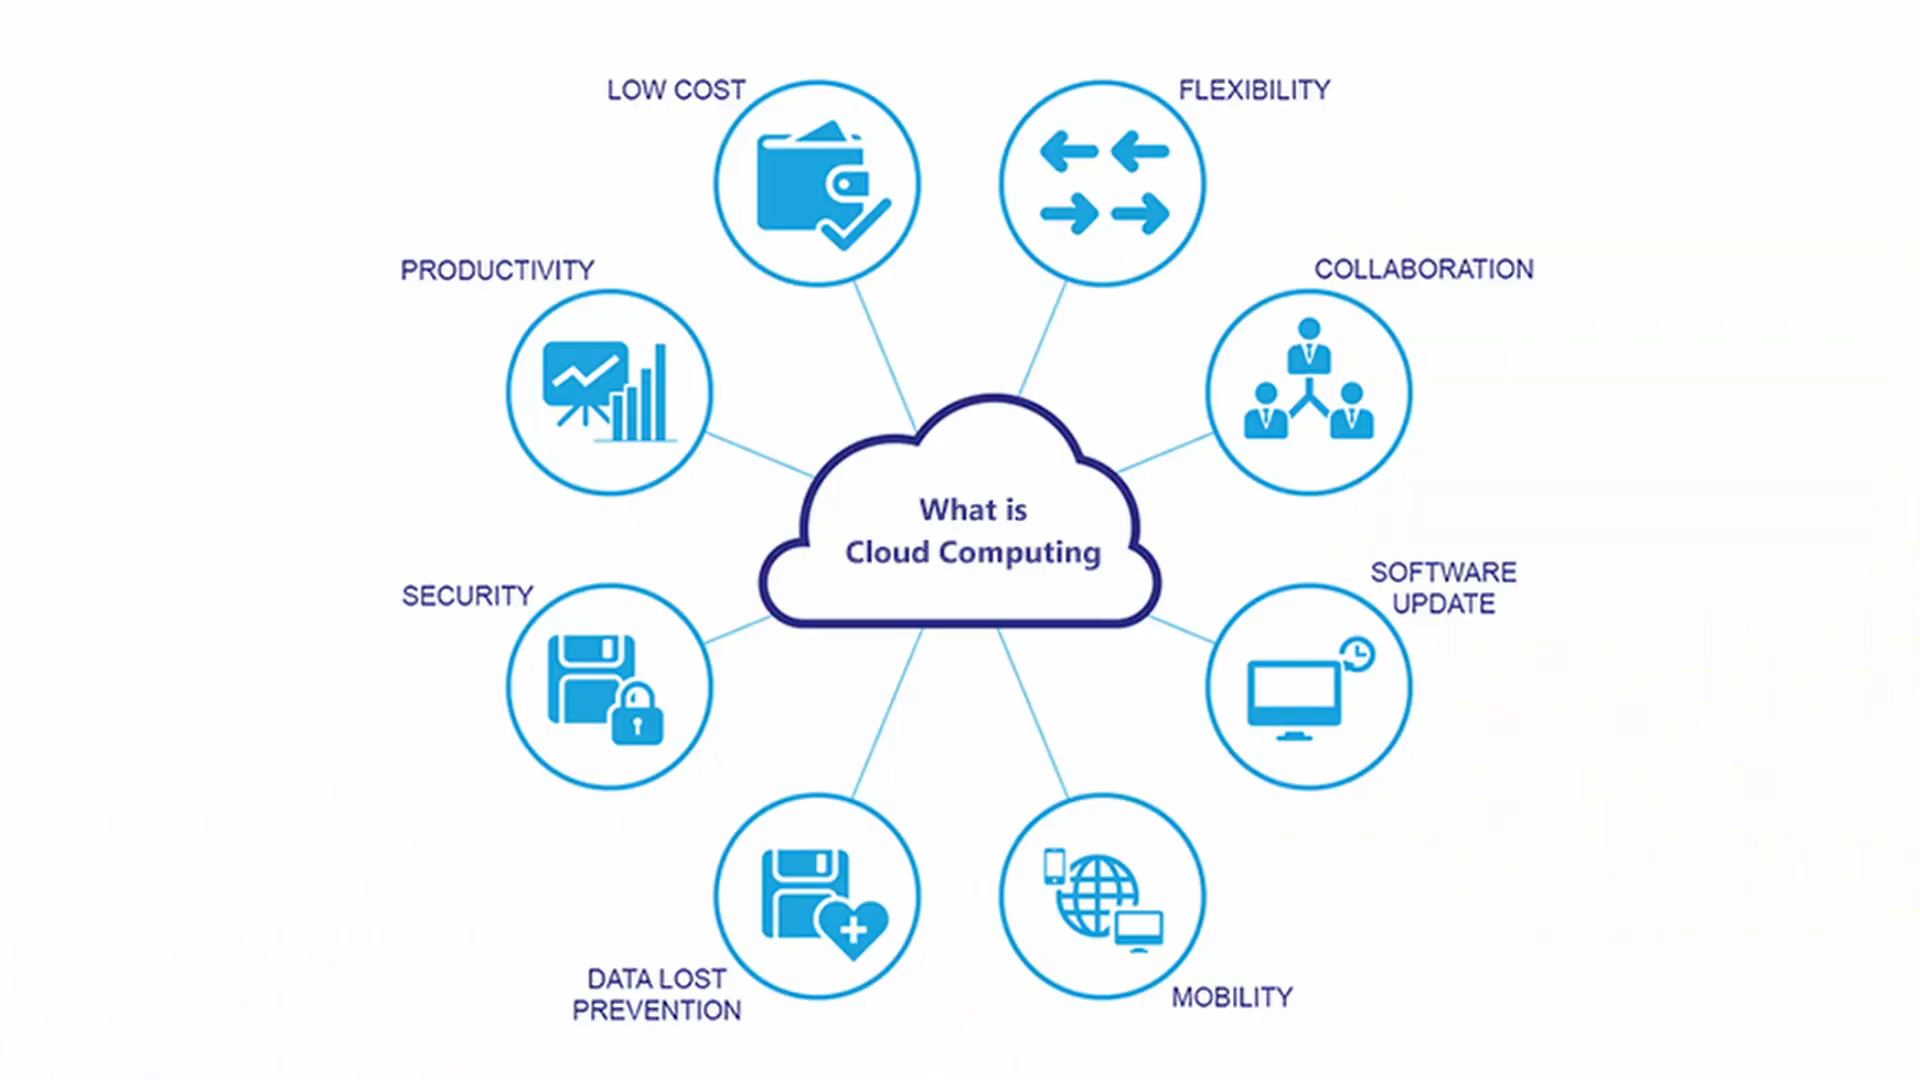 LOW COST
FLEXIBILITY
PRODUCTIVITY
COLLABORATION
What is
Cloud Computing
SECURITY
SOFTWARE
UPDATE
DATA LOST
PREVENTION
MOBILITY